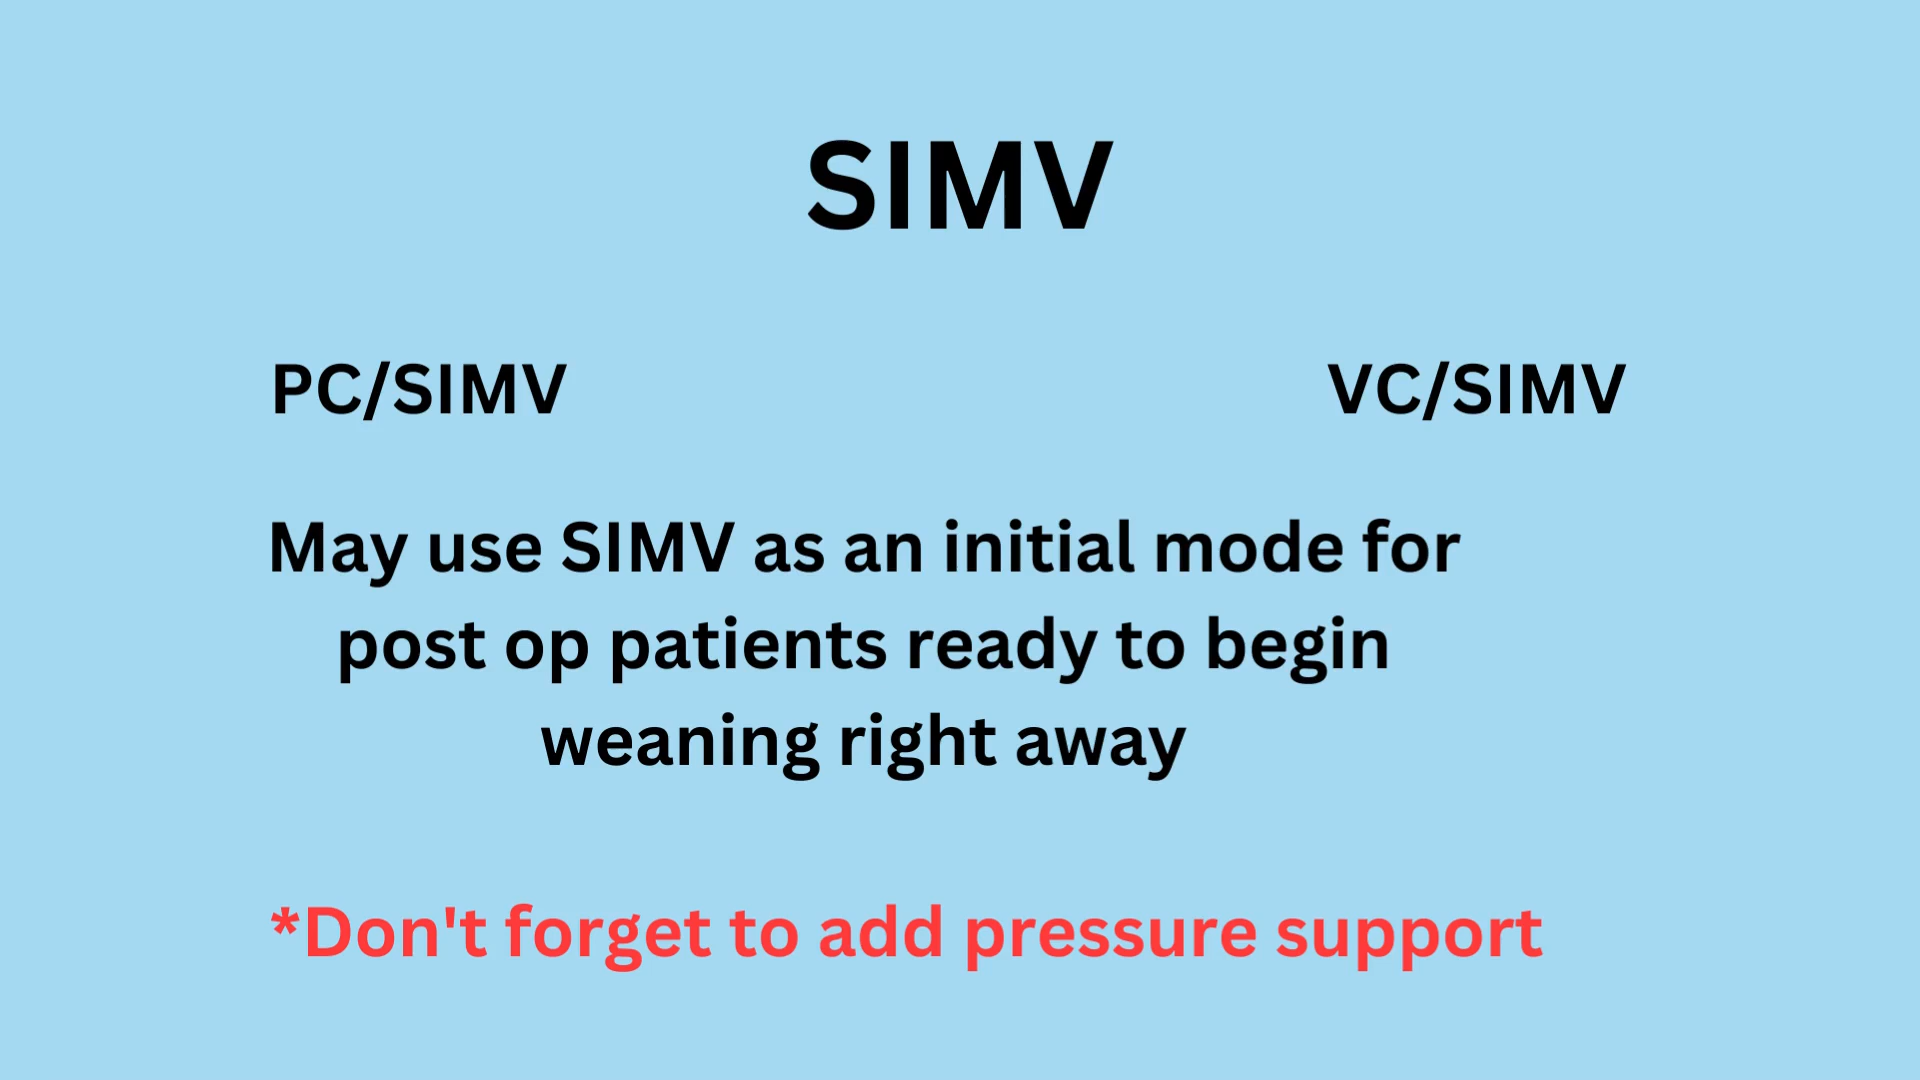 SIMV
PC/SIMV
VC/SIMV
May use SIMV as an initial mode for
post op patients ready to begin
weaning right away
*Don't forget to add pressure support